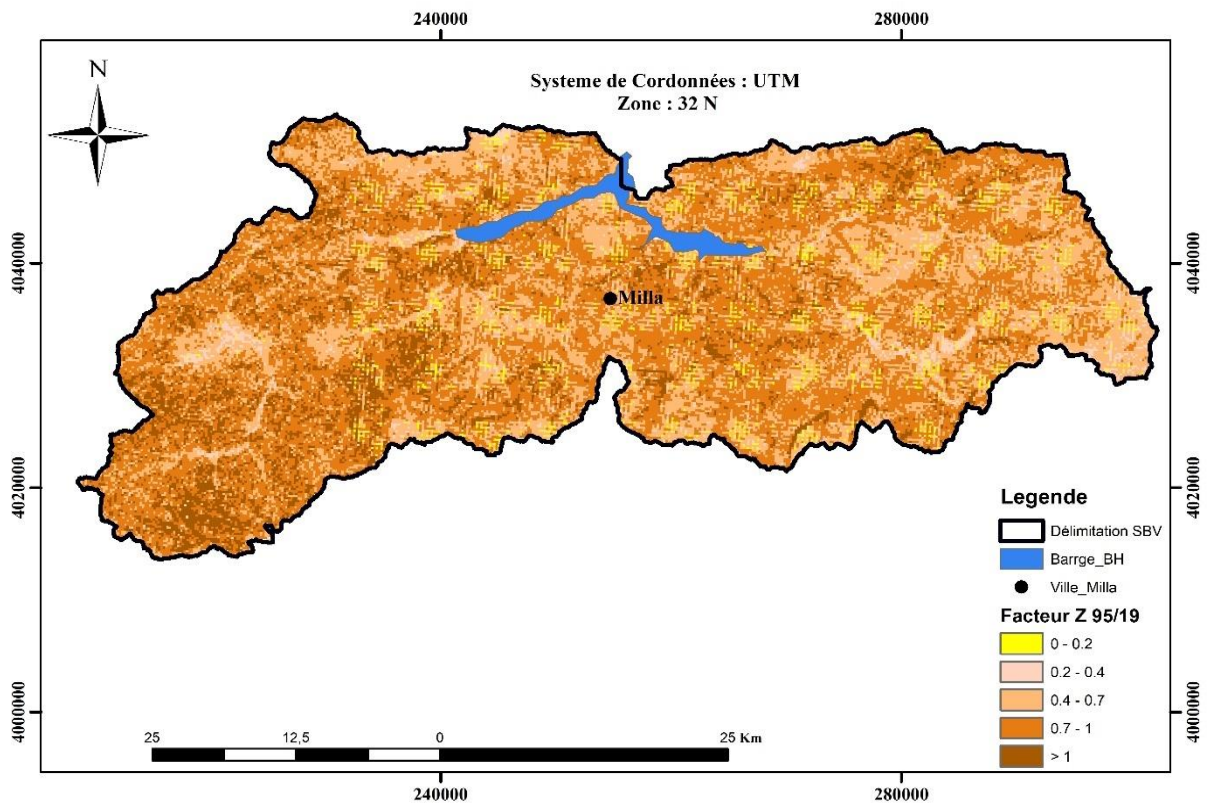 240000
280000
N
Systeme de Cordonnées : UTM
Zone : 32 N
4040000
4040000
Milla
4020000
4020000
Legende
Délimitation SBV
Barrge_BH
Ville_Milla
Facteur Z 95/19
0 - 0.2
0.2 - 0.4
0.4 - 0.7
0.7 - 1
> 1
4000000
4000000
25
12,5
0
25 Km
240000
280000